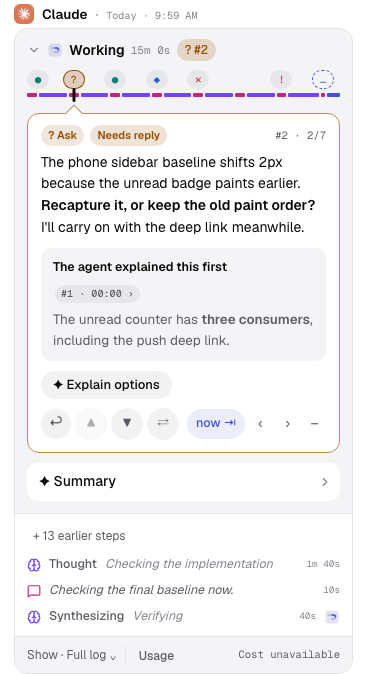 Claude · Today · 9:59 AM
Working 15m 0s ? #2
? Ask Needs reply #2 · 2/7
The phone sidebar baseline shifts 2px
because the unread badge paints earlier.
Recapture it, or keep the old paint order?
I'll carry on with the deep link meanwhile.
The agent explained this first
#1 · 00:00 ›
The unread counter has three consumers,
including the push deep link.
✦ Explain options
now
✦ Summary
+ 13 earlier steps
Thought Checking the implementation 1m 40s
Checking the final baseline now. 10s
Synthesizing Verifying 40s
Show · Full log Usage Cost unavailable